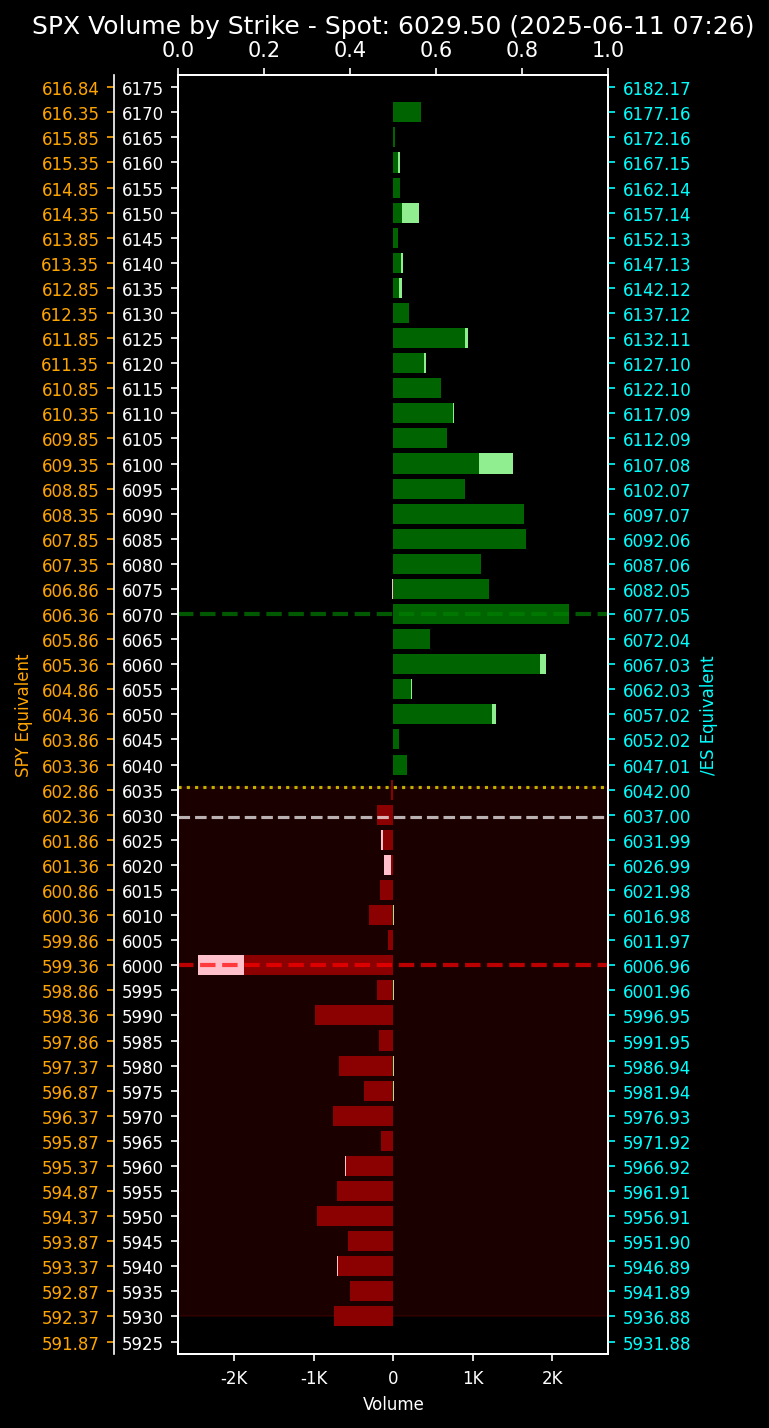 SPX Volume by Strike - Spot: 6029.50 (2025-06-11 07:26)
0.0 0.2 0.4 0.6 0.8 1.0
616.84 6175 6182.17
616.35 6170 6177.16
615.85 6165 6172.16
615.35 6160 6167.15
614.85 6155 6162.14
614.35 6150 6157.14
613.85 6145 6152.13
613.35 6140 6147.13
612.85 6135 6142.12
612.35 6130 6137.12
611.85 6125 6132.11
611.35 6120 6127.10
610.85 6115 6122.10
610.35 6110 6117.09
609.85 6105 6112.09
609.35 6100 6107.08
608.85 6095 6102.07
608.35 6090 6097.07
607.85 6085 6092.06
607.35 6080 6087.06
606.86 6075 6082.05
606.36 6070 6077.05
605.86 6065 6072.04
605.36 6060 6067.03
604.86 6055 6062.03
604.36 6050 6057.02
603.86 6045 6052.02
603.36 6040 6047.01
602.86 6035 6042.00
602.36 6030 6037.00
601.86 6025 6031.99
601.36 6020 6026.99
600.86 6015 6021.98
600.36 6010 6016.98
599.86 6005 6011.97
599.36 6000 6006.96
598.86 5995 6001.96
598.36 5990 5996.95
597.86 5985 5991.95
597.37 5980 5986.94
596.87 5975 5981.94
596.37 5970 5976.93
595.87 5965 5971.92
595.37 5960 5966.92
594.87 5955 5961.91
594.37 5950 5956.91
593.87 5945 5951.90
593.37 5940 5946.89
592.87 5935 5941.89
592.37 5930 5936.88
591.87 5925 5931.88
SPY Equivalent
/ES Equivalent
-2K -1K 0 1K 2K
Volume